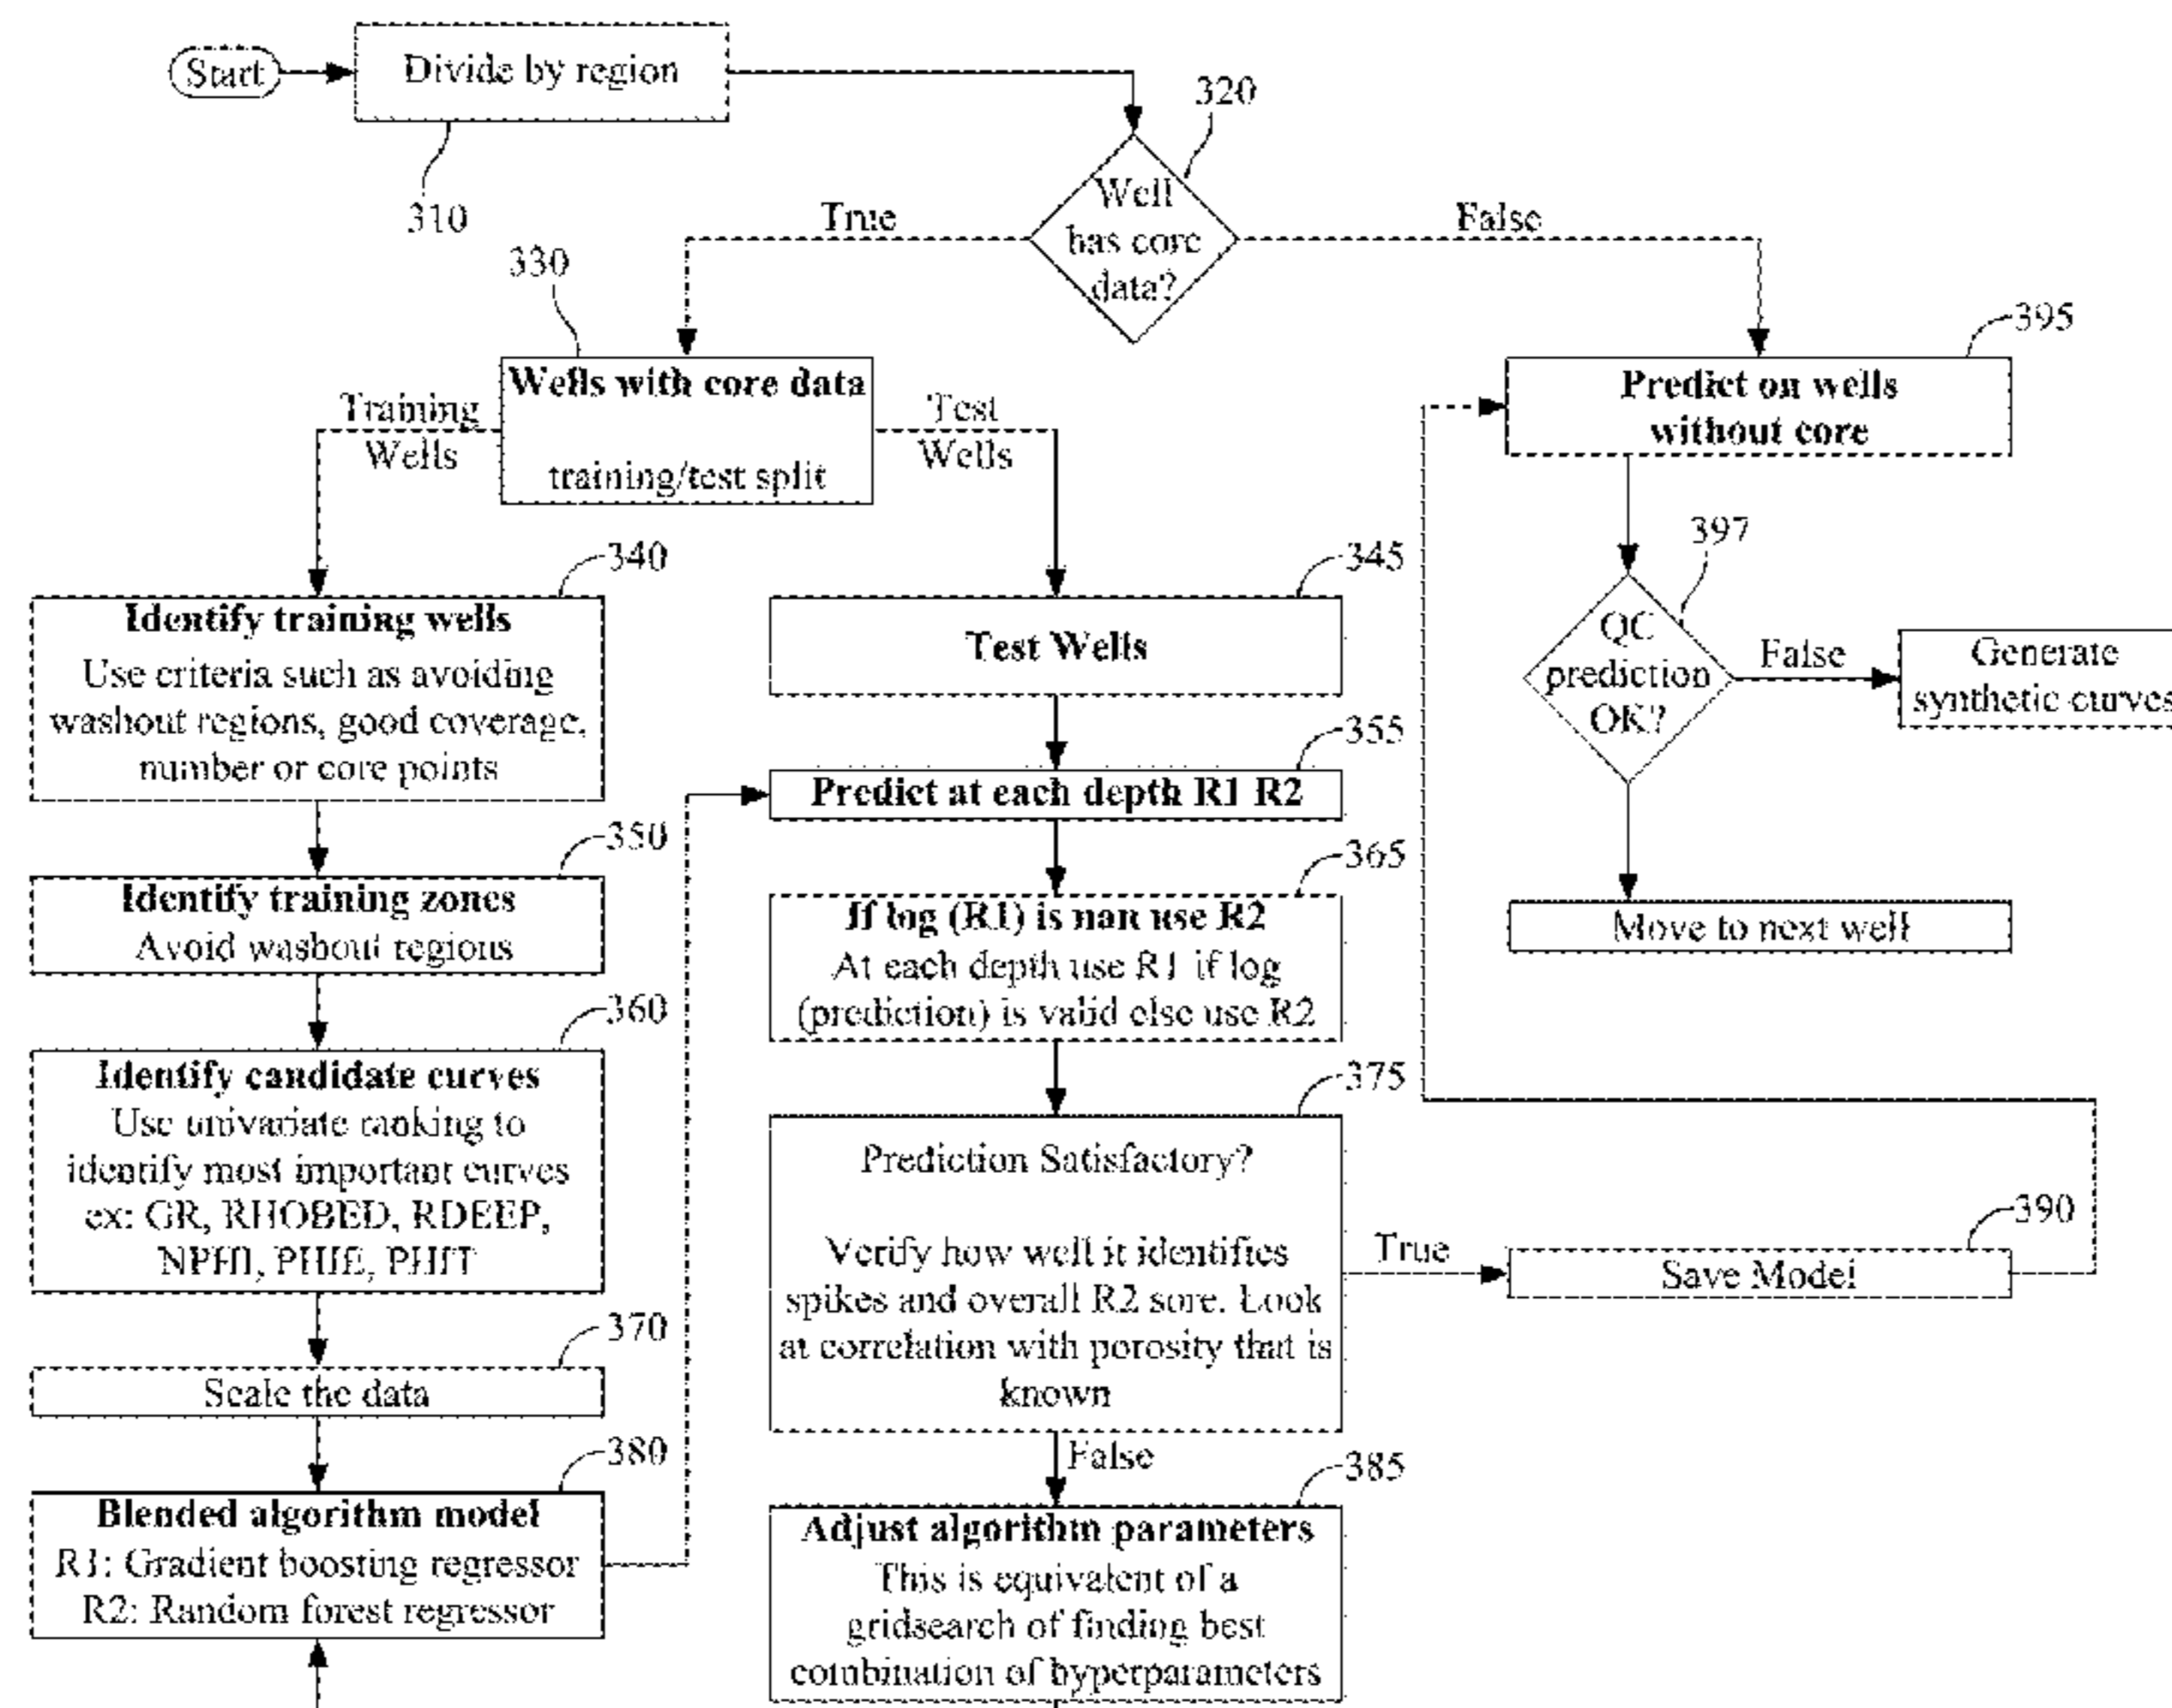 Start
Divide by region
310
320
Well
has core
data?
True
False
330
Wells with core data
training/test split
Training
Wells
Test
Wells
395
Predict on wells
without core
397
QC
prediction
OK?
False
Generate
synthetic curves
Move to next well
340
Identify training wells
Use criteria such as avoiding
washout regions, good coverage,
number or core points
345
Test Wells
355
Predict at each depth R1 R2
350
Identify training zones
Avoid washout regions
365
If log (R1) is nan use R2
At each depth use R1 if log
(prediction) is valid else use R2
360
Identify candidate curves
Use univariate ranking to
identify most important curves
ex: GR, RHOBED, RDEEP,
NPHI, PHIE, PHIT
375
Prediction Satisfactory?
Verify how well it identifies
spikes and overall R2 sore. Look
at correlation with porosity that is
known
True
390
Save Model
370
Scale the data
False
380
Blended algorithm model
R1: Gradient boosting regressor
R2: Random forest regressor
385
Adjust algorithm parameters
This is equivalent of a
gridsearch of finding best
combination of hyperparameters